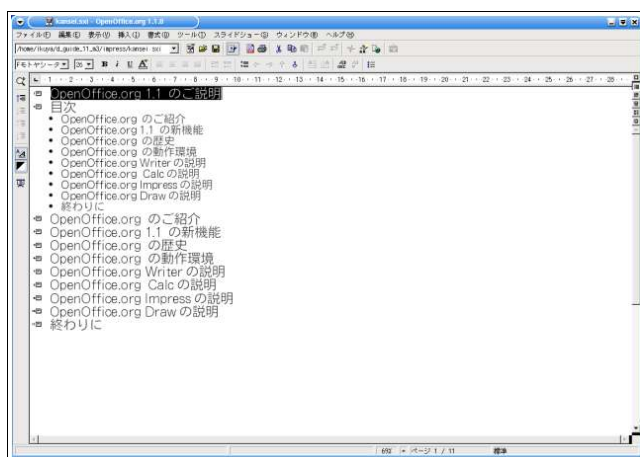 kansei.sxi - OpenOffice.org 1.1.0
ファイル(F) 編集(E) 表示(V) 挿入(I) 書式(O) ツール(T) スライドショー(S) ウィンドウ(W) ヘルプ(H)
OpenOffice.org 1.1 のご説明
目次
• OpenOffice.org のご紹介
• OpenOffice.org 1.1 の新機能
• OpenOffice.org の歴史
• OpenOffice.org の動作環境
• OpenOffice.org Writer の説明
• OpenOffice.org Calc の説明
• OpenOffice.org Impress の説明
• OpenOffice.org Draw の説明
• 終わりに
OpenOffice.org のご紹介
OpenOffice.org 1.1 の新機能
OpenOffice.org の歴史
OpenOffice.org の動作環境
OpenOffice.org Writer の説明
OpenOffice.org Calc の説明
OpenOffice.org Impress の説明
OpenOffice.org Draw の説明
終わりに
69% ページ 1 / 11 標準